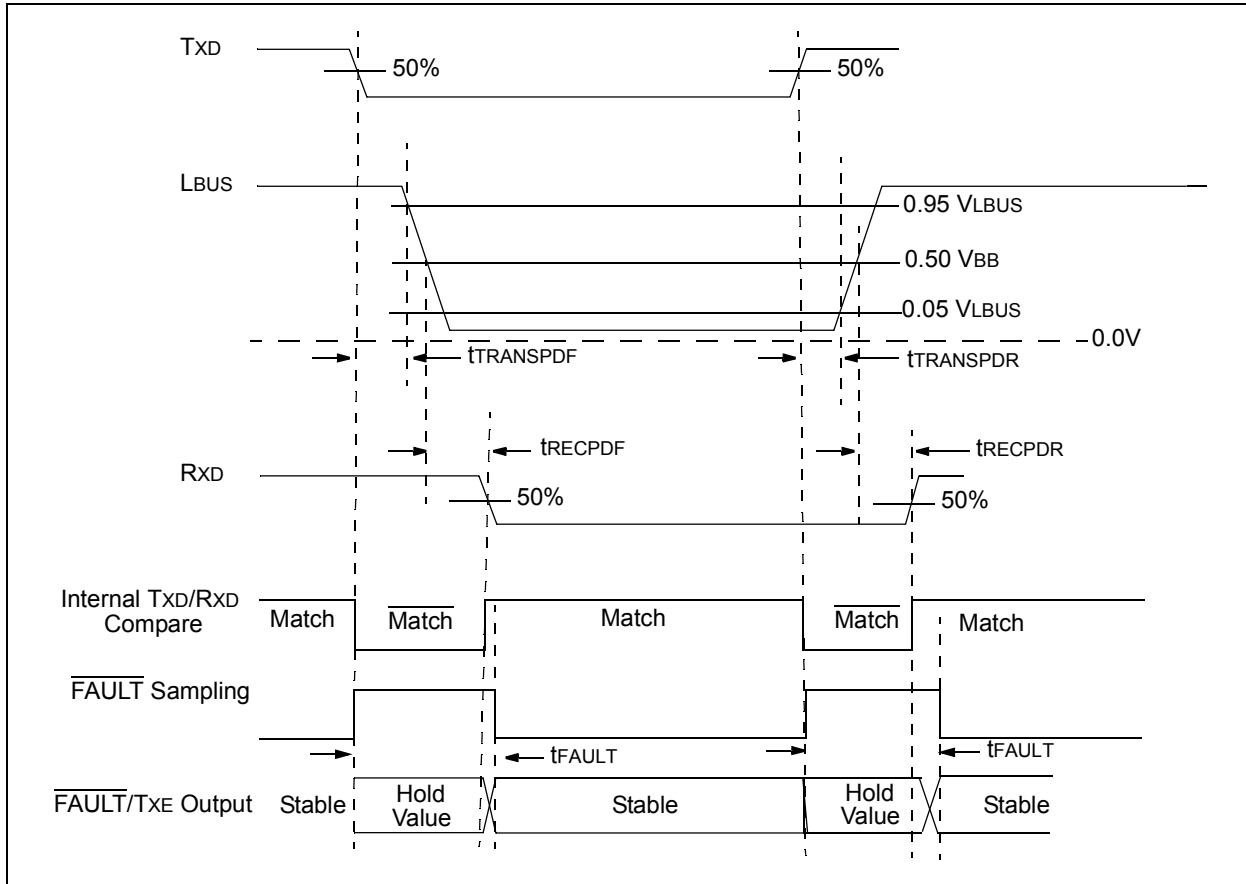 TXD
50%
50%
LBUS
0.95 VLBUS
0.50 VBB
0.05 VLBUS
0.0V
tTRANSPDF
tTRANSPDR
tRECPDF
tRECPDR
RXD
50%
50%
Internal TXD/RXD
Compare
Match
Match
Match
Match
Match
FAULT Sampling
tFAULT
tFAULT
FAULT/TXE Output
Stable
Hold
Value
Stable
Hold
Value
Stable